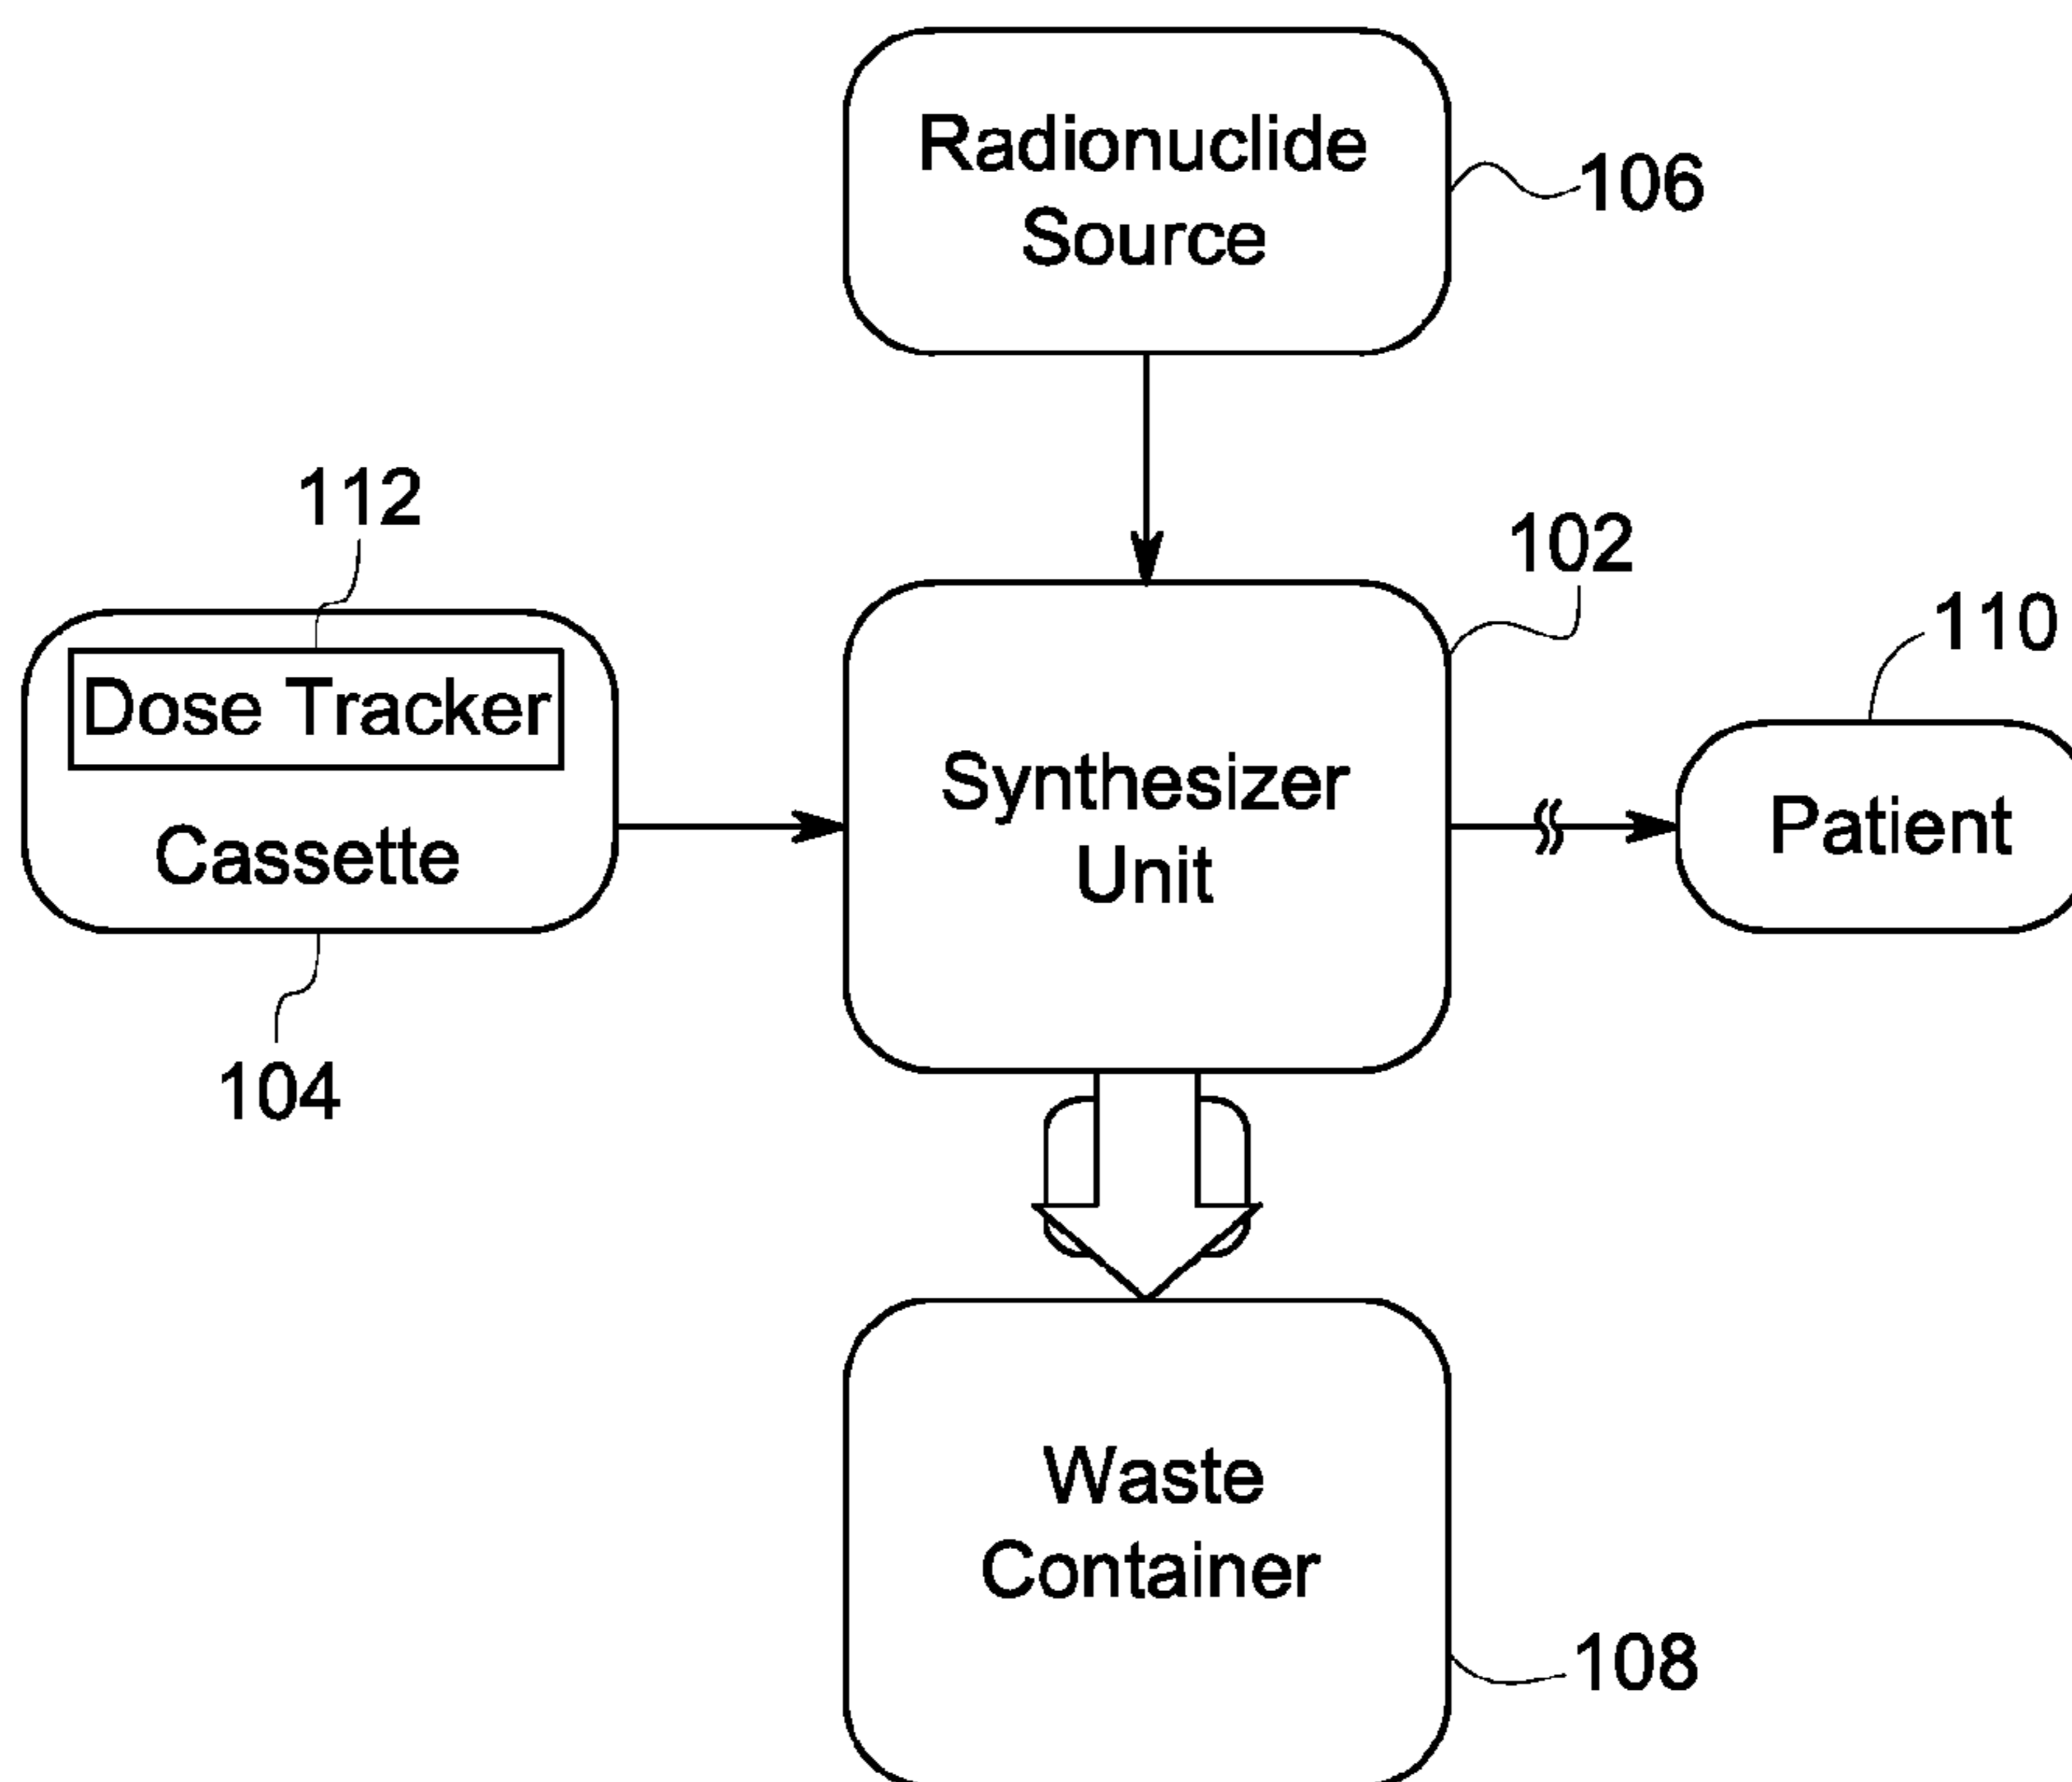 Radionuclide
Source
106
112
102
110
Dose Tracker
Cassette
Synthesizer
Unit
Patient
104
Waste
Container
108